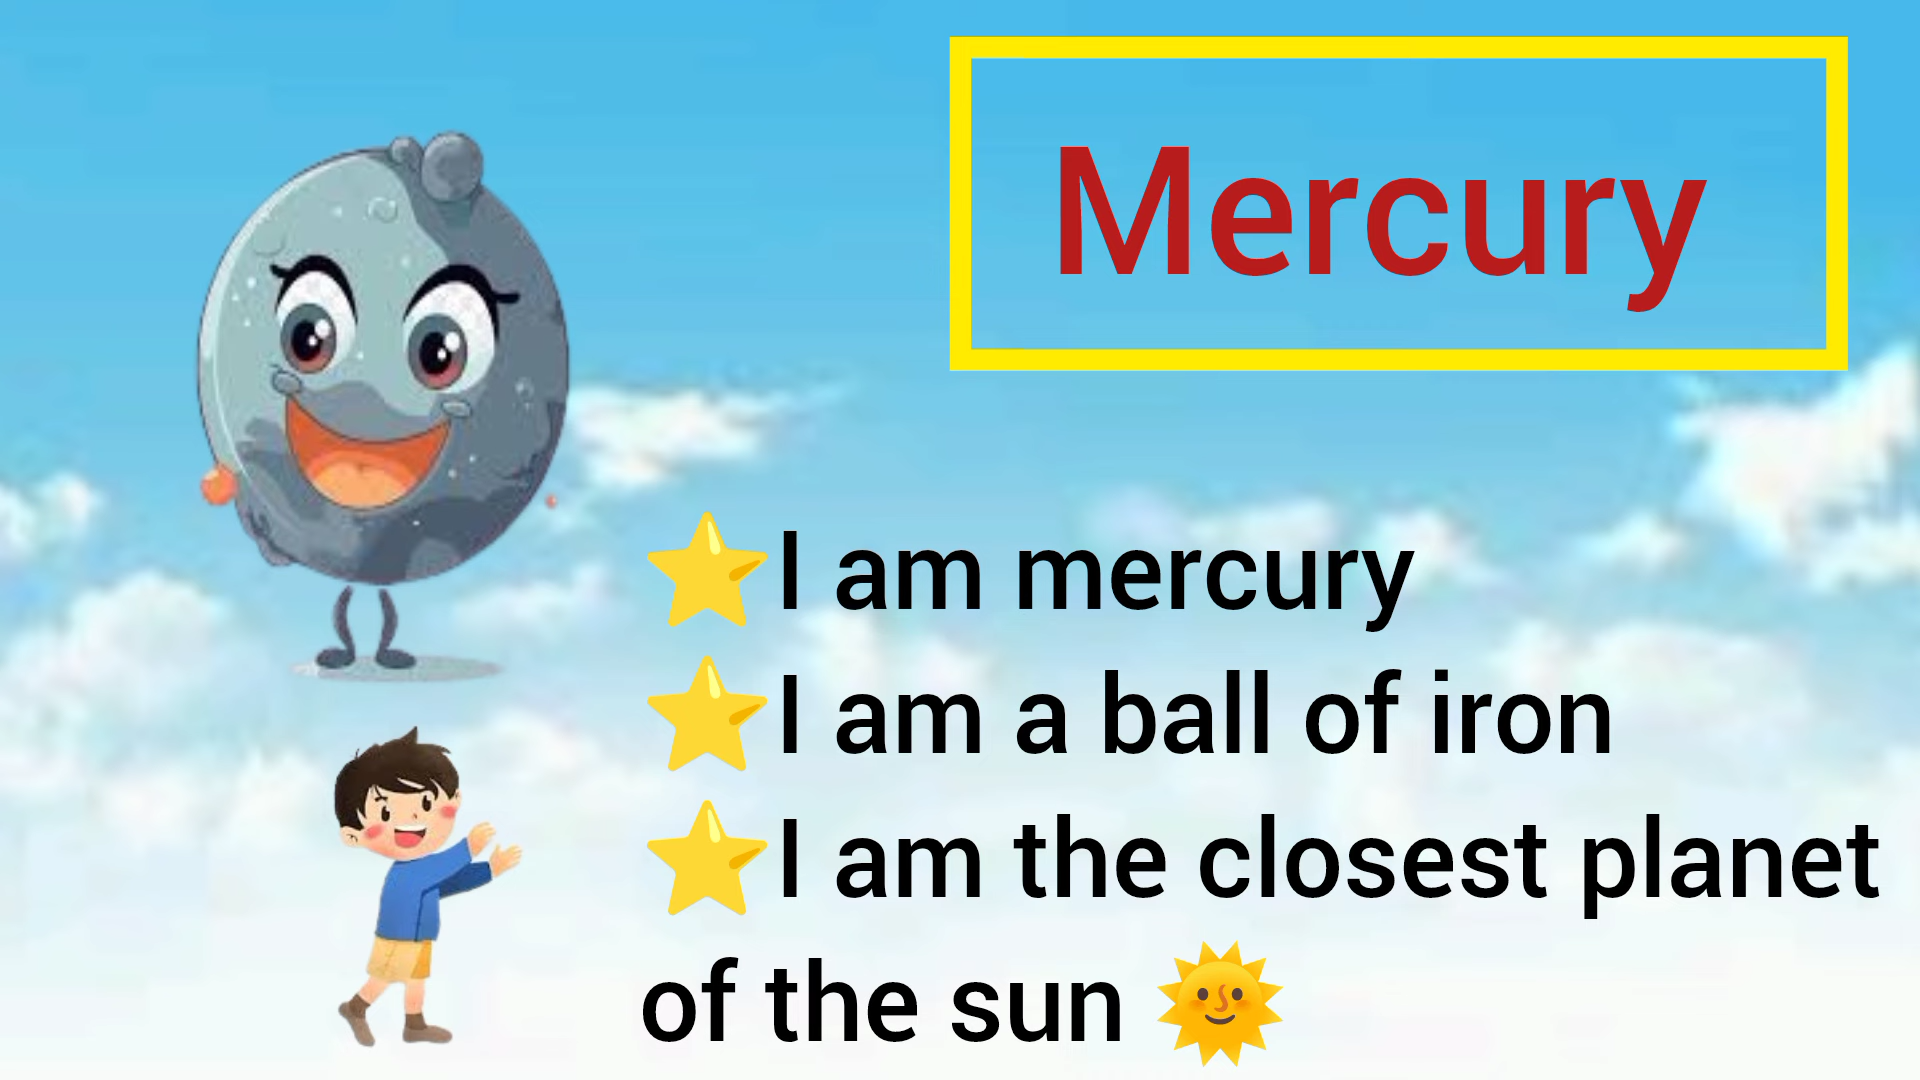 Mercury
⭐I am mercury
⭐I am a ball of iron
⭐I am the closest planet
of the sun 🌞